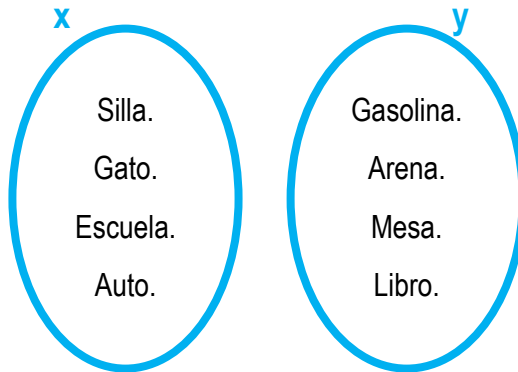 x
Silla.
Gato.
Escuela.
Auto.
y
Gasolina.
Arena.
Mesa.
Libro.